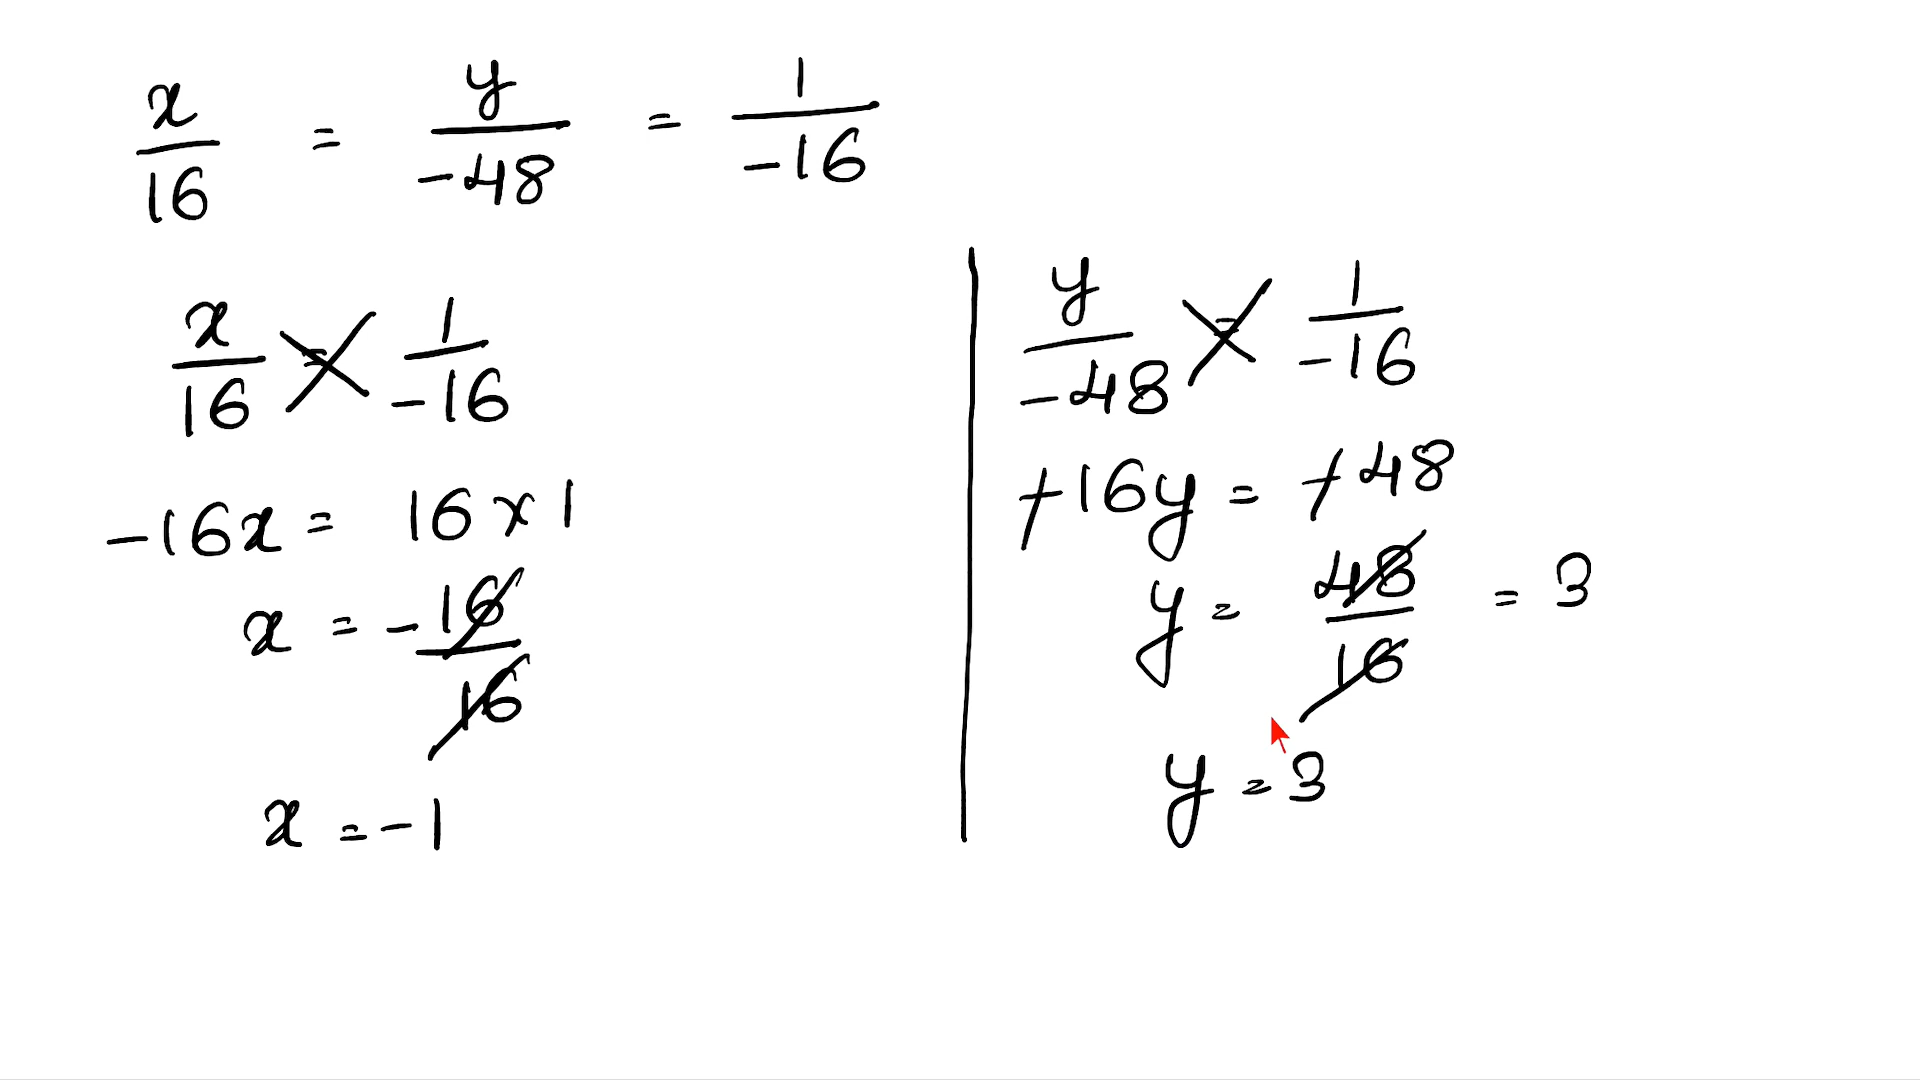 x/16 = y/-48 = 1/-16
x/16 = 1/-16
-16x = 16 x 1
x = -16/16
x = -1
y/-48 = 1/-16
-16y = -48
y = 48/16 = 3
y = 3